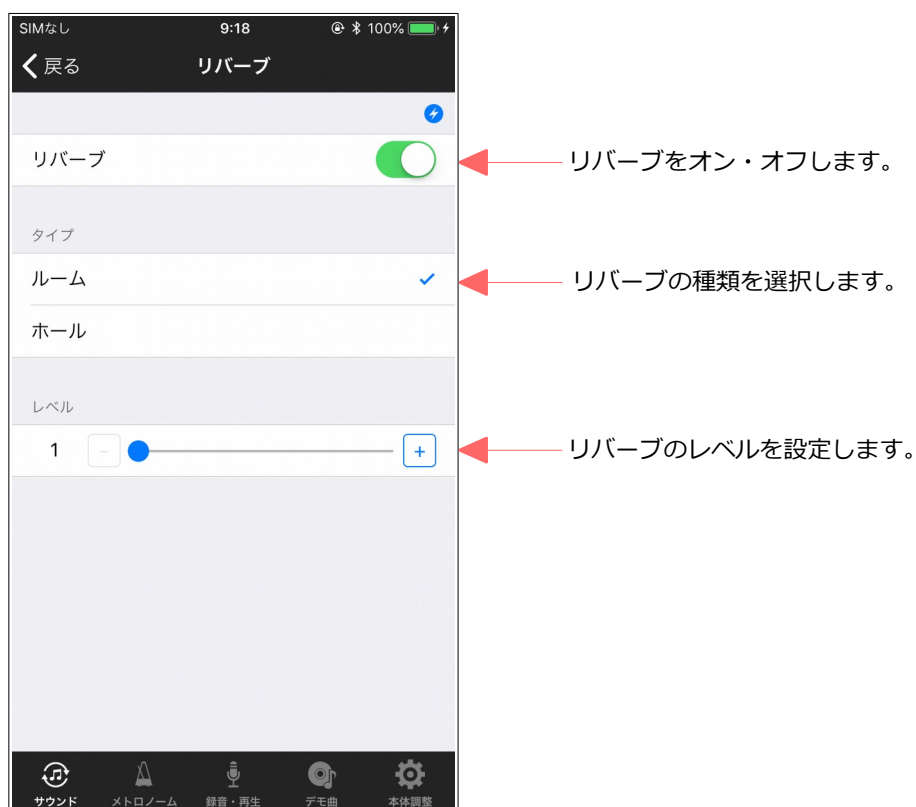 SIMなし 9:18 100%
戻る リバーブ
リバーブ リバーブをオン・オフします。
タイプ
ルーム リバーブの種類を選択します。
ホール
レベル
1 - + リバーブのレベルを設定します。
サウンド メトロノーム 録音・再生 デモ曲 本体調整